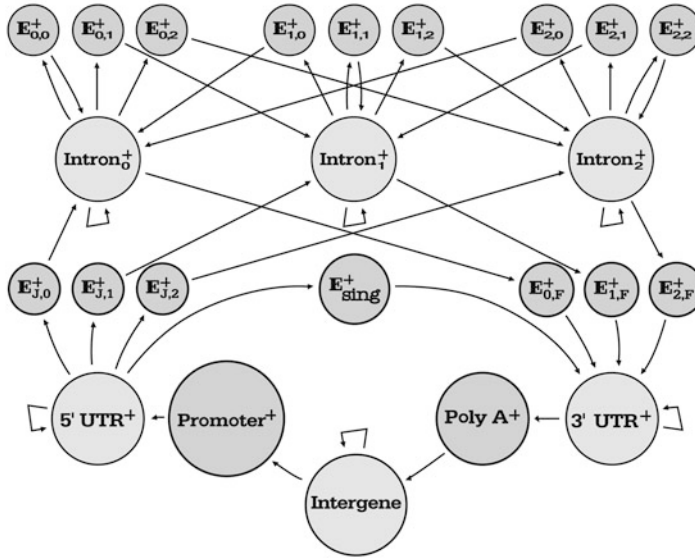 E+0,0 E+0,1 E+0,2 E+1,0 E+1,1 E+1,2 E+2,0 E+2,1 E+2,2
Intron+0 Intron+1 Intron+2
E+J,0 E+J,1 E+J,2 E+sing E+0,F E+1,F E+2,F
5' UTR+ Promoter+ Poly A+ 3' UTR+
Intergene